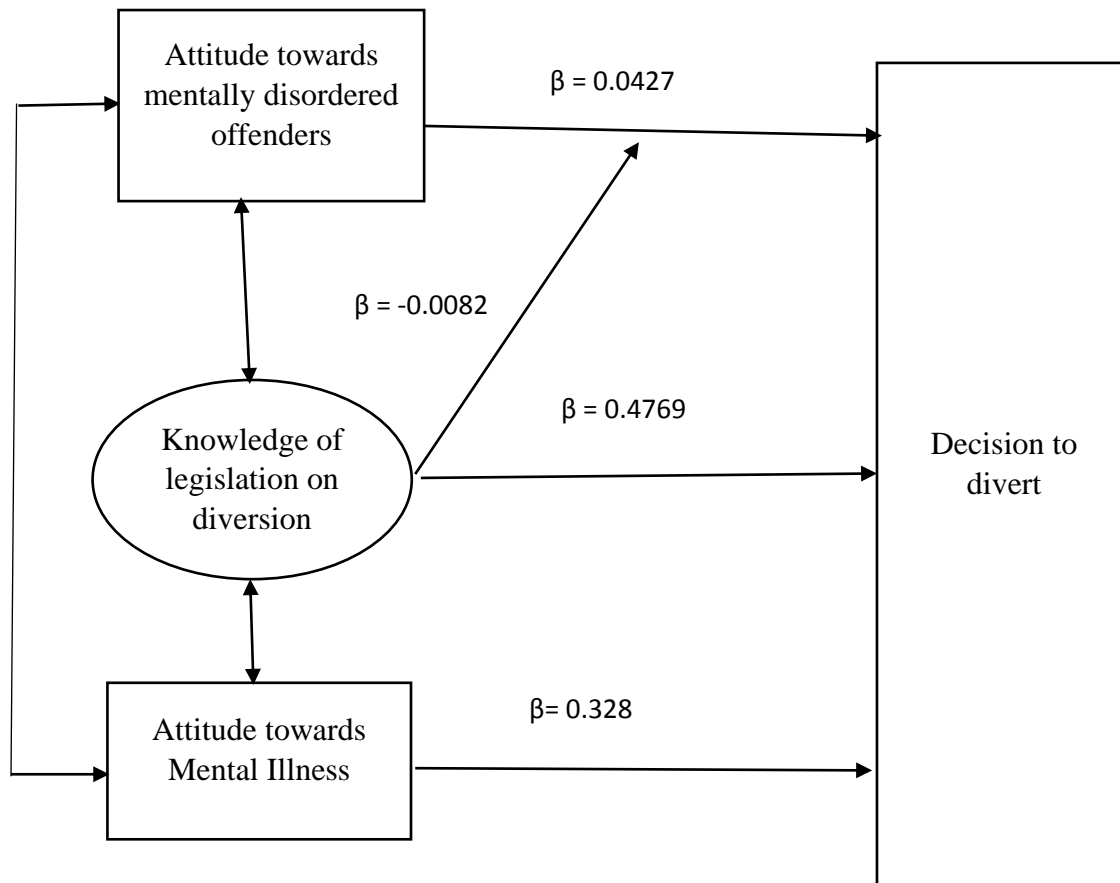 Attitude towards
mentally disordered
offenders
β = 0.0427
β = -0.0082
Knowledge of
legislation on
diversion
β = 0.4769
Decision to
divert
Attitude towards
Mental Illness
β= 0.328